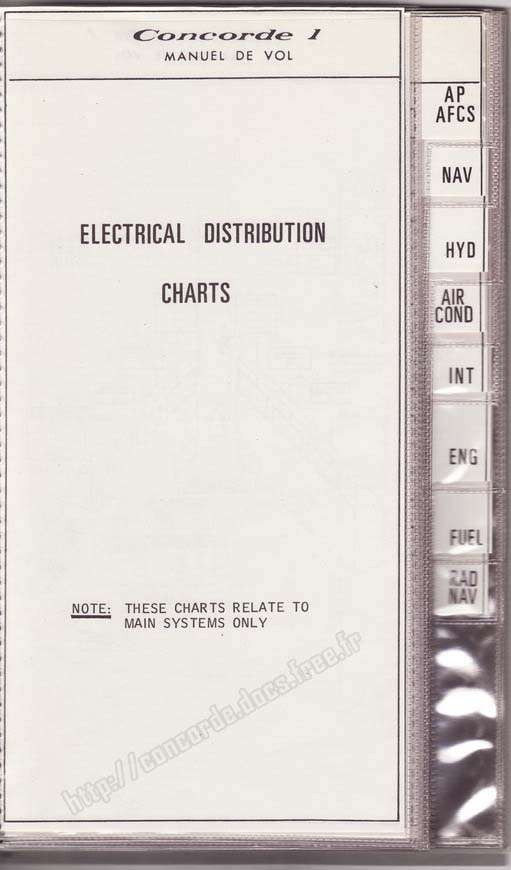 Concorde 1
MANUEL DE VOL
ELECTRICAL DISTRIBUTION
CHARTS
NOTE: THESE CHARTS RELATE TO
MAIN SYSTEMS ONLY
http://concorde.docs.free.fr
AP
AFCS
NAV
HYD
AIR
COND
INT
ENG
FUEL
RAD
NAV